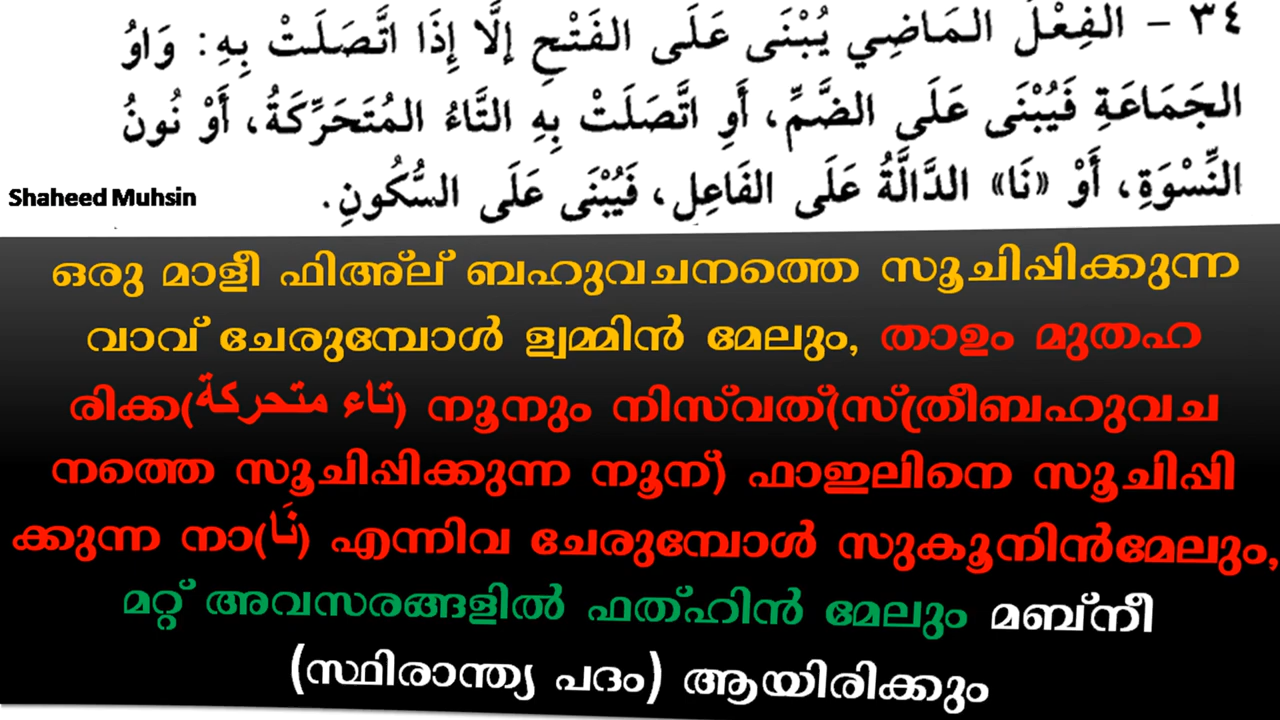 ٣٤ – الفِعْلُ المَاضِي يُبْنَى عَلَى الفَتْحِ إلَّا إِذَا اتَّصَلَتْ بِهِ: وَاوُ
الجَمَاعَةِ فَيُبْنَى عَلَى الضَّمِّ، أَوِ اتَّصَلَتْ بِهِ التَّاءُ المُتَحَرِّكَةُ، أَوْ نُونُ
النِّسْوَةِ، أَوْ «نَا» الدَّالَّةُ عَلَى الفَاعِلِ، فَيُبْنَى عَلَى السُّكُونِ.
Shaheed Muhsin
ഒരു മാളീ ഫിഅ്ല് ബഹുവചനത്തെ സൂചിപ്പിക്കുന്ന
വാവ് ചേരുമ്പോൾ ള്വമ്മിൻ മേലും, താഉം മുതഹ
രിക്ക(تاء متحركة) നൂനും നിസ്‌വത്(സ്ത്രീബഹുവച
നത്തെ സൂചിപ്പിക്കുന്ന നൂന്) ഫാഇലിനെ സൂചിപ്പി
ക്കുന്ന നാ(نَا) എന്നിവ ചേരുമ്പോൾ സുകൂനിൻമേലും,
മറ്റ് അവസരങ്ങളിൽ ഫത്ഹിൻ മേലും മബ്നീ
(സ്ഥിരാന്ത്യ പദം) ആയിരിക്കും